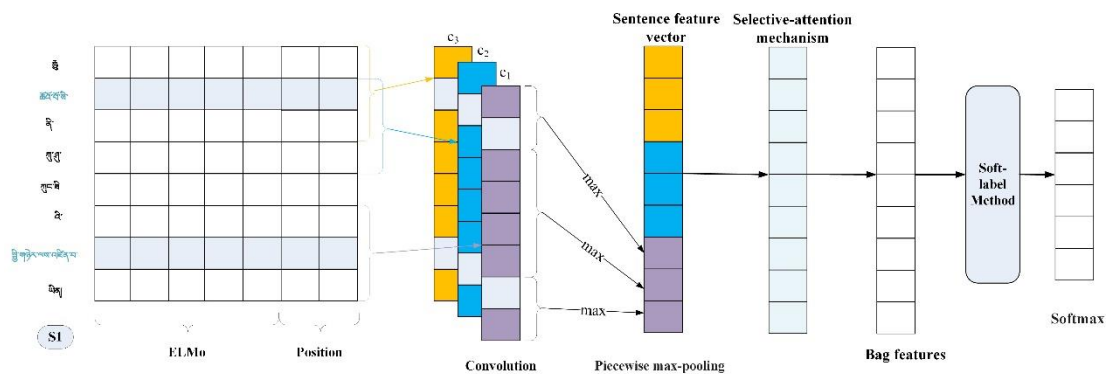 Sentence feature
vector
Selective-attention
mechanism
c3
c2
c1
ནི་
ཀུ་གུ་
ཀུང་ཟི་
ཡིན།
max
max
max
Soft-
label
Method
S1
ELMo
Position
Convolution
Piecewise max-pooling
Bag features
Softmax